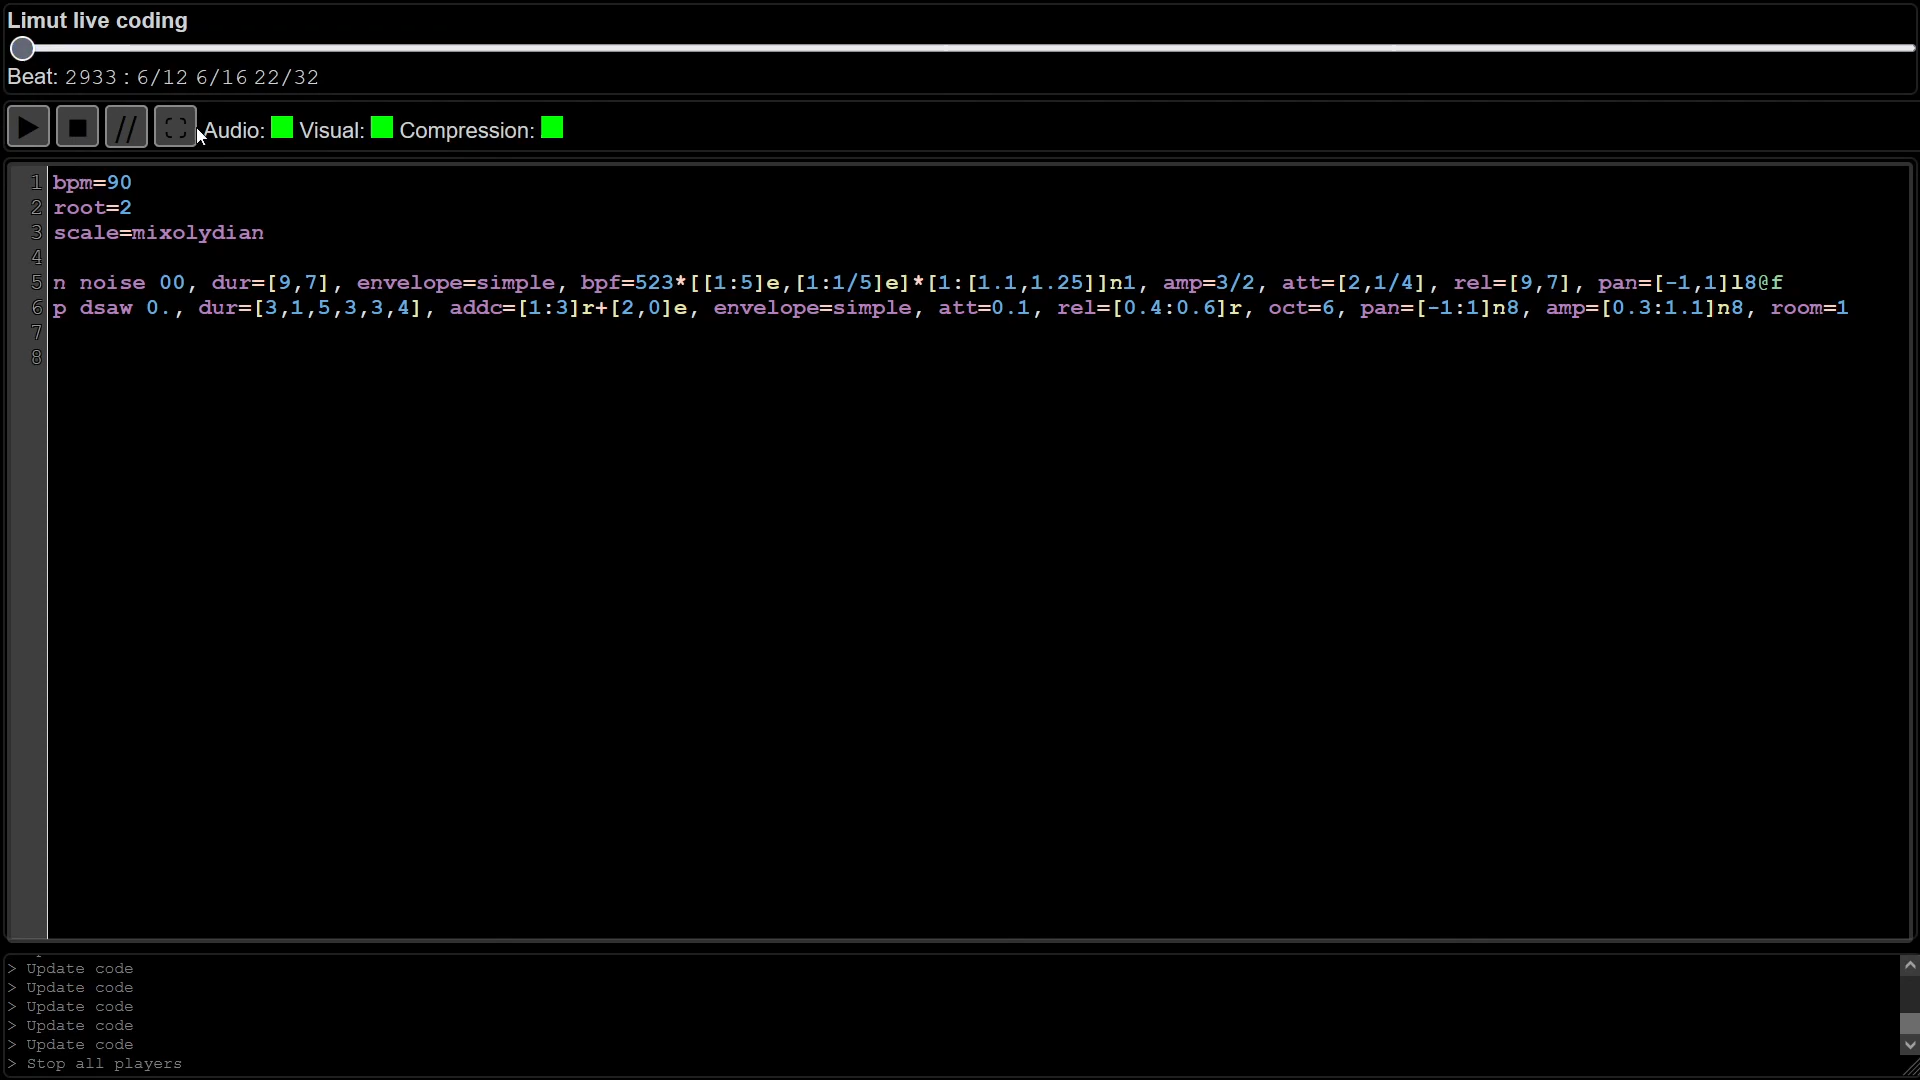 Limut live coding
Beat: 2933 : 6/12 6/16 22/32
// Audio: Visual: Compression:
1 bpm=90
2 root=2
3 scale=mixolydian
4
5 n noise 00, dur=[9,7], envelope=simple, bpf=523*[[1:5]e,[1:1/5]e]*[1:[1.1,1.25]]n1, amp=3/2, att=[2,1/4], rel=[9,7], pan=[-1,1]l8@f
6 p dsaw 0., dur=[3,1,5,3,3,4], addc=[1:3]r+[2,0]e, envelope=simple, att=0.1, rel=[0.4:0.6]r, oct=6, pan=[-1:1]n8, amp=[0.3:1.1]n8, room=1
7
8
> Update code
> Update code
> Update code
> Update code
> Update code
> Stop all players